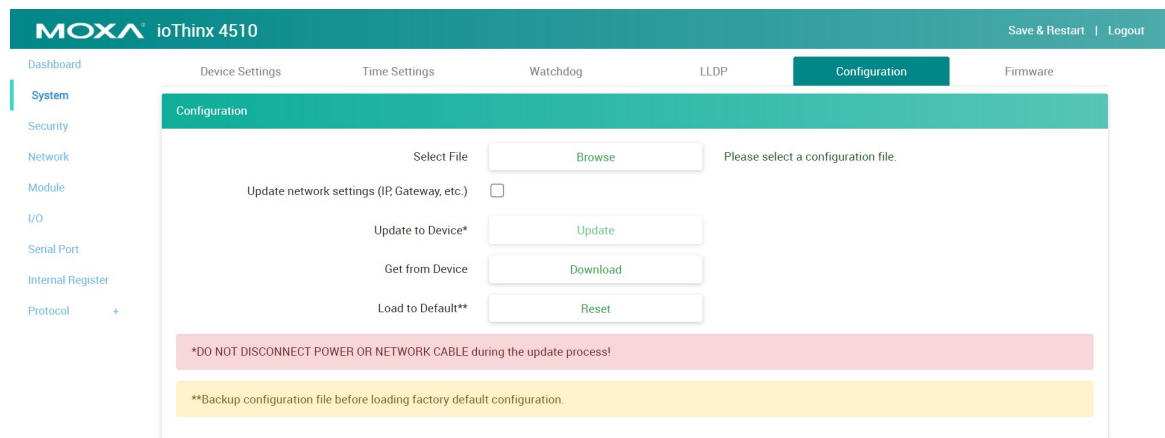 MOXA® ioThinx 4510
Save & Restart | Logout
Dashboard
System
Security
Network
Module
I/O
Serial Port
Internal Register
Protocol +
Device Settings Time Settings Watchdog LLDP Configuration Firmware
Configuration
Select File Browse Please select a configuration file.
Update network settings (IP, Gateway, etc.)
Update to Device* Update
Get from Device Download
Load to Default** Reset
*DO NOT DISCONNECT POWER OR NETWORK CABLE during the update process!
**Backup configuration file before loading factory default configuration.